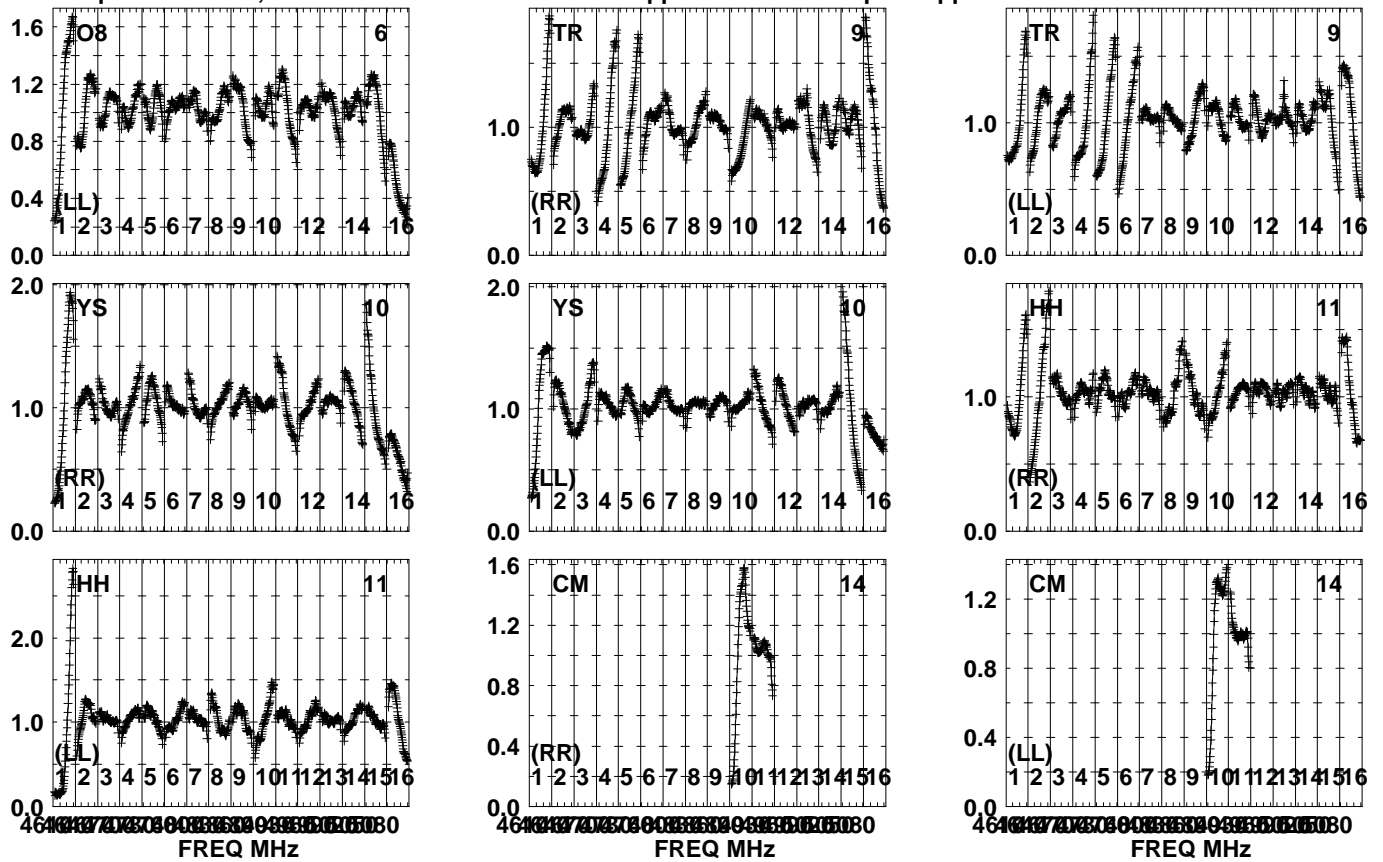 1.6 O8 6
1.2
0.8
0.4 (LL)
1 2 3 4 5 6 7 8 9 10 12 14 16
0.0
TR 9
1.0
(RR)
1 2 3 4 5 6 7 8 9 10 12 14 16
0.0
TR 9
1.0
(LL)
1 2 3 4 5 6 7 8 9 10 12 14 16
0.0
2.0 YS 10
1.0
(RR)
1 2 3 4 5 6 7 8 9 10 12 14 16
0.0
2.0 YS 10
1.0
(LL)
1 2 3 4 5 6 7 8 9 10 12 14 16
0.0
HH 11
1.0
(RR)
1 2 3 4 5 6 7 8 9 10 12 14 16
0.0
HH 11
2.0
1.0
(LL)
1 2 3 4 5 6 7 8 9 10 11 12 13 14 15 16
0.0
FREQ MHz
1.6 CM 14
1.2
0.8
0.4 (RR)
1 2 3 4 5 6 7 8 9 10 11 12 13 14 15 16
0.0
FREQ MHz
1.2 CM 14
0.8
0.4
(LL)
1 2 3 4 5 6 7 8 9 10 11 12 13 14 15 16
0.0
FREQ MHz